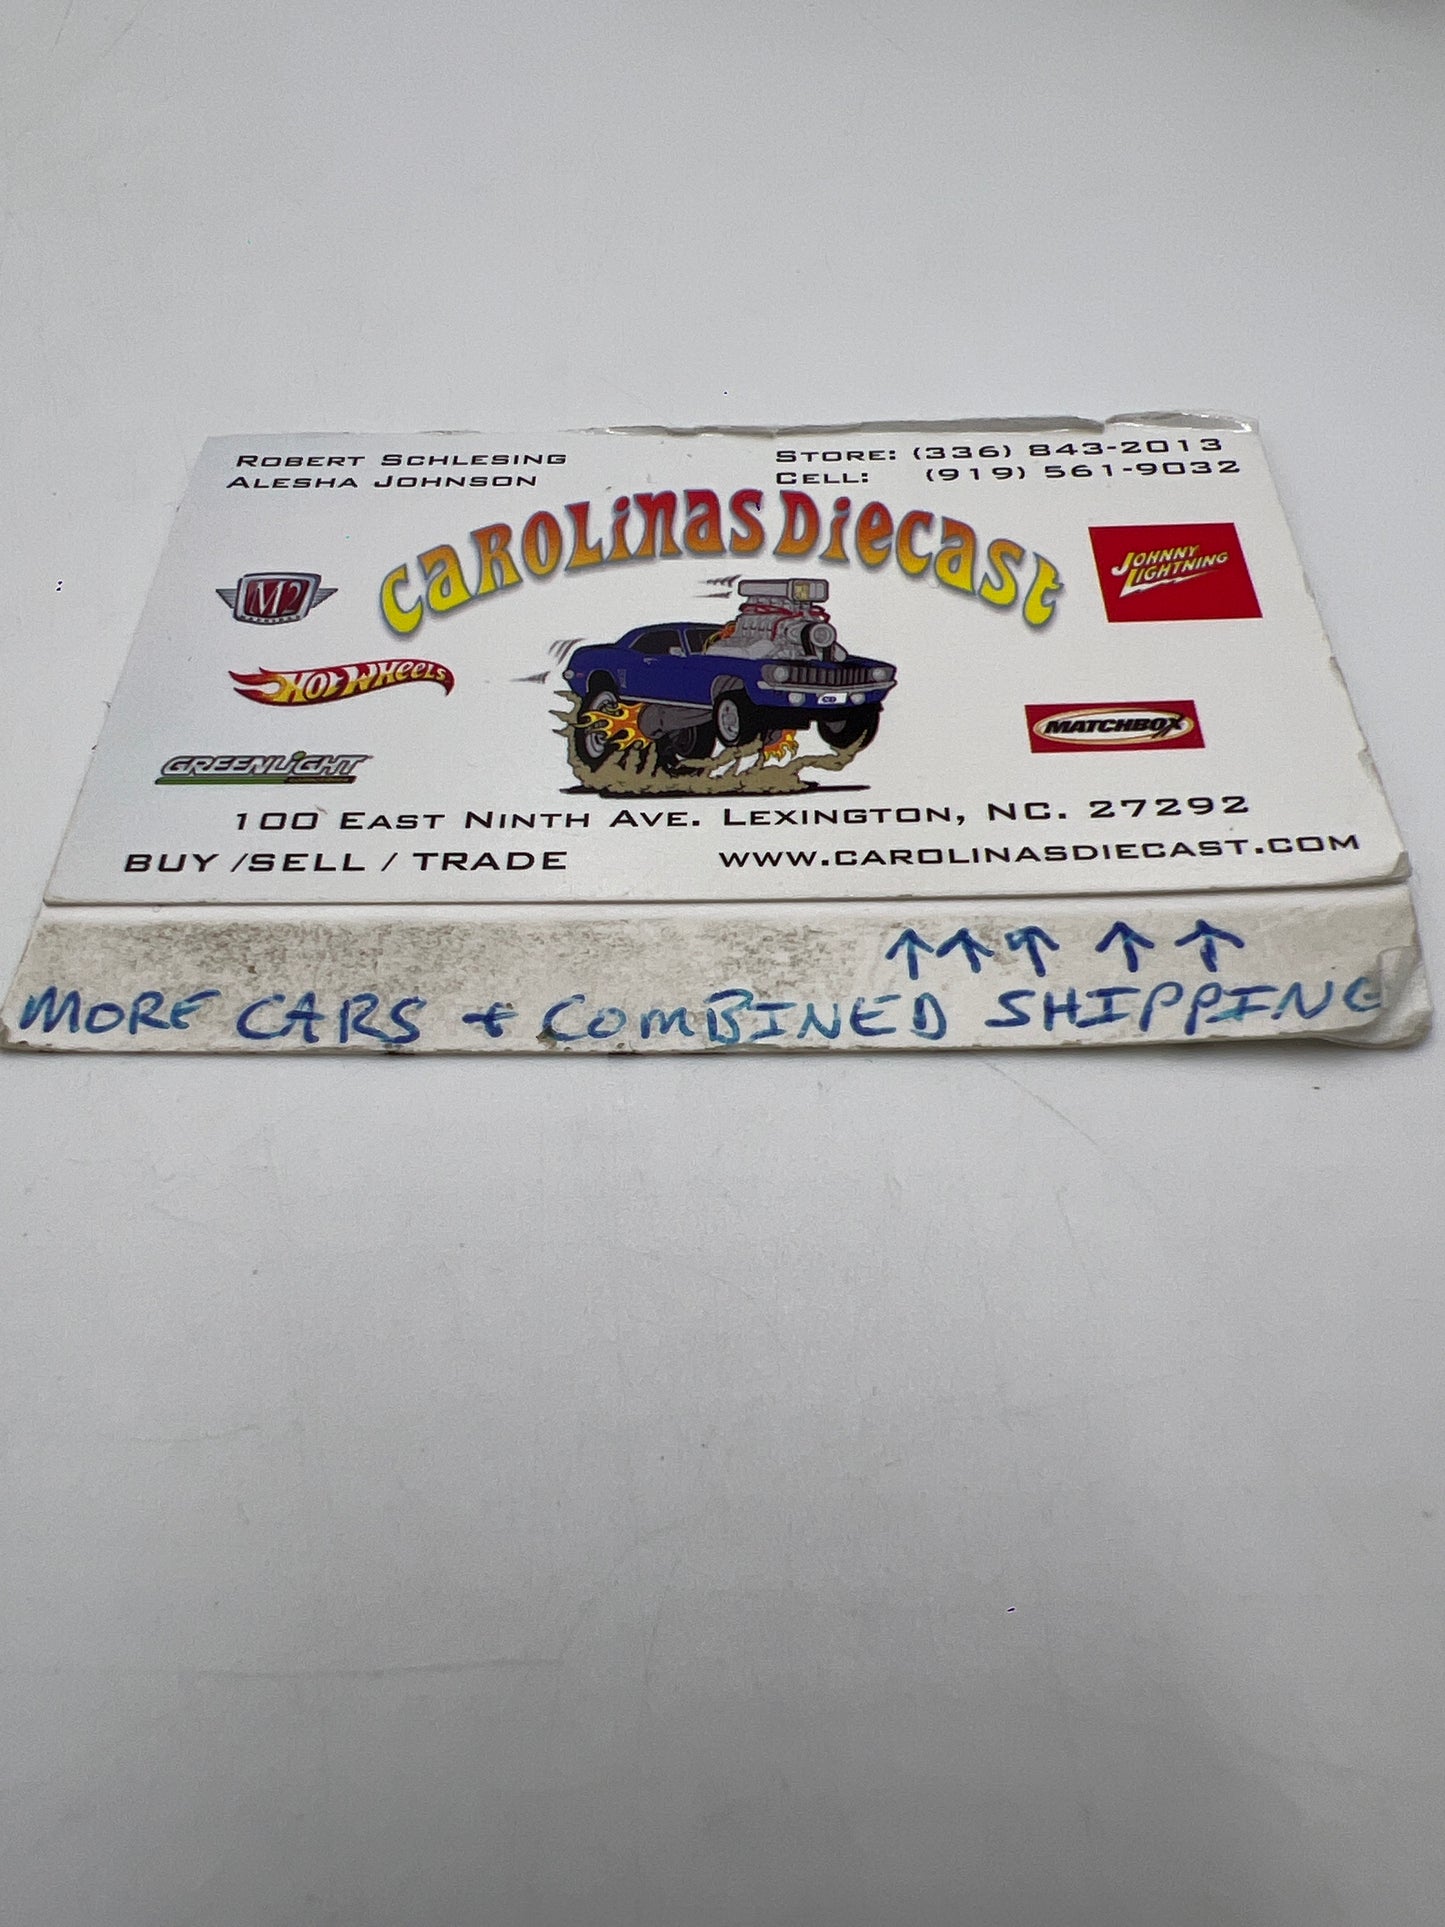 ROBERT SCHLESING
ALESHA JOHNSON
STORE: (336) 843-2013
CELL: (919) 561-9032
CAROLiNAS DiECAST
M2
JOHNNY LIGHTNING
HOT WHEELS
MATCHBOX
GREENLiGHT
100 EAST NINTH AVE. LEXINGTON, NC. 27292
BUY /SELL / TRADE
WWW.CAROLINASDIECAST.COM
↑ ↑ ↑ ↑ ↑
MORE CARS + COMBINED SHIPPING